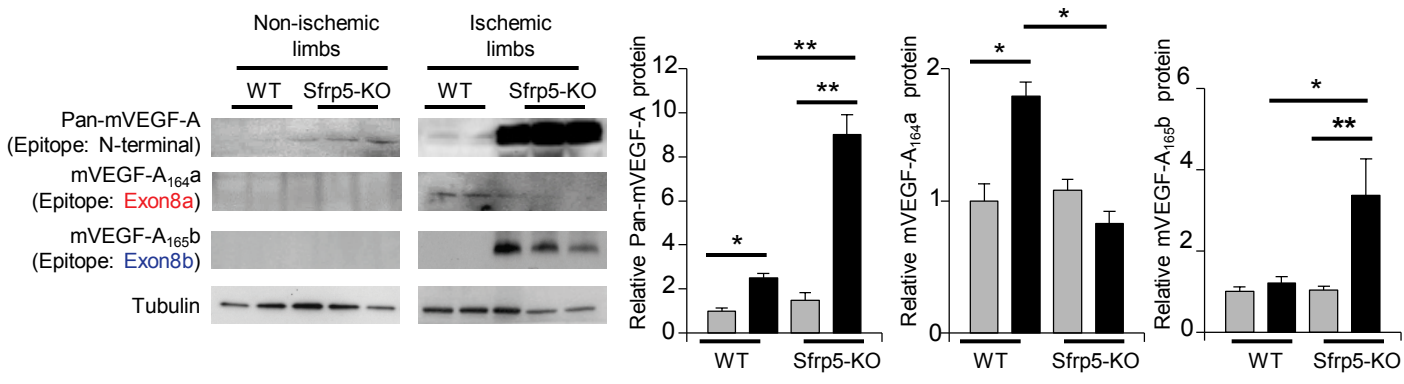 Non-ischemic limbs
Ischemic limbs
WT Sfrp5-KO
WT Sfrp5-KO
Pan-mVEGF-A
(Epitope: N-terminal)
mVEGF-A164a
(Epitope: Exon8a)
mVEGF-A165b
(Epitope: Exon8b)
Tubulin
Relative Pan-mVEGF-A protein
12
10
8
6
4
2
0
*
**
**
WT Sfrp5-KO
Relative mVEGF-A164a protein
2
1
0
*
*
WT Sfrp5-KO
Relative mVEGF-A165b protein
6
4
2
0
*
**
WT Sfrp5-KO